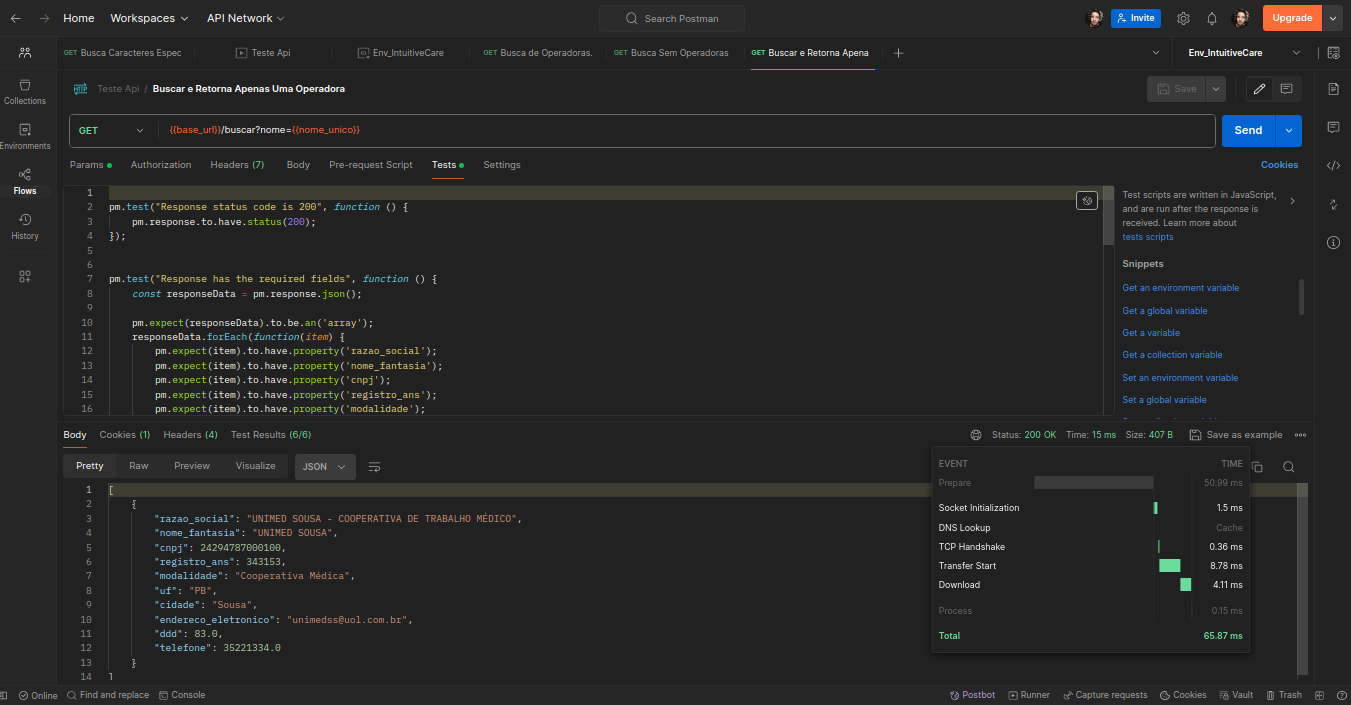 Home Workspaces API Network Search Postman Invite Upgrade
GET Busca Caracteres Espec Teste Api Env_IntuitiveCare GET Busca de Operadoras. GET Busca Sem Operadoras GET Buscar e Retorna Apena Env_IntuitiveCare
HTTP Teste Api / Buscar e Retorna Apenas Uma Operadora Save
Collections
Environments
Flows
History
GET {{base_url}}/buscar?nome={{nome_unico}} Send
Params Authorization Headers (7) Body Pre-request Script Tests Settings Cookies
1
2 pm.test("Response status code is 200", function () {
3 pm.response.to.have.status(200);
4 });
5
6
7 pm.test("Response has the required fields", function () {
8 const responseData = pm.response.json();
9
10 pm.expect(responseData).to.be.an('array');
11 responseData.forEach(function(item) {
12 pm.expect(item).to.have.property('razao_social');
13 pm.expect(item).to.have.property('nome_fantasia');
14 pm.expect(item).to.have.property('cnpj');
15 pm.expect(item).to.have.property('registro_ans');
16 pm.expect(item).to.have.property('modalidade');
Test scripts are written in JavaScript,
and are run after the response is
received. Learn more about
tests scripts
Snippets
Get an environment variable
Get a global variable
Get a variable
Get a collection variable
Set an environment variable
Set a global variable
Body Cookies (1) Headers (4) Test Results (6/6) Status: 200 OK Time: 15 ms Size: 407 B Save as example
Pretty Raw Preview Visualize JSON
1 [
2 {
3 "razao_social": "UNIMED SOUSA - COOPERATIVA DE TRABALHO MÉDICO",
4 "nome_fantasia": "UNIMED SOUSA",
5 "cnpj": 24294787000100,
6 "registro_ans": 343153,
7 "modalidade": "Cooperativa Médica",
8 "uf": "PB",
9 "cidade": "Sousa",
10 "endereco_eletronico": "unimedss@uol.com.br",
11 "ddd": 83.0,
12 "telefone": 35221334.0
13 }
14 ]
EVENT TIME
Prepare 50.99 ms
Socket Initialization 1.5 ms
DNS Lookup Cache
TCP Handshake 0.36 ms
Transfer Start 8.78 ms
Download 4.11 ms
Process 0.15 ms
Total 65.87 ms
Online Find and replace Console Postbot Runner Capture requests Cookies Vault Trash